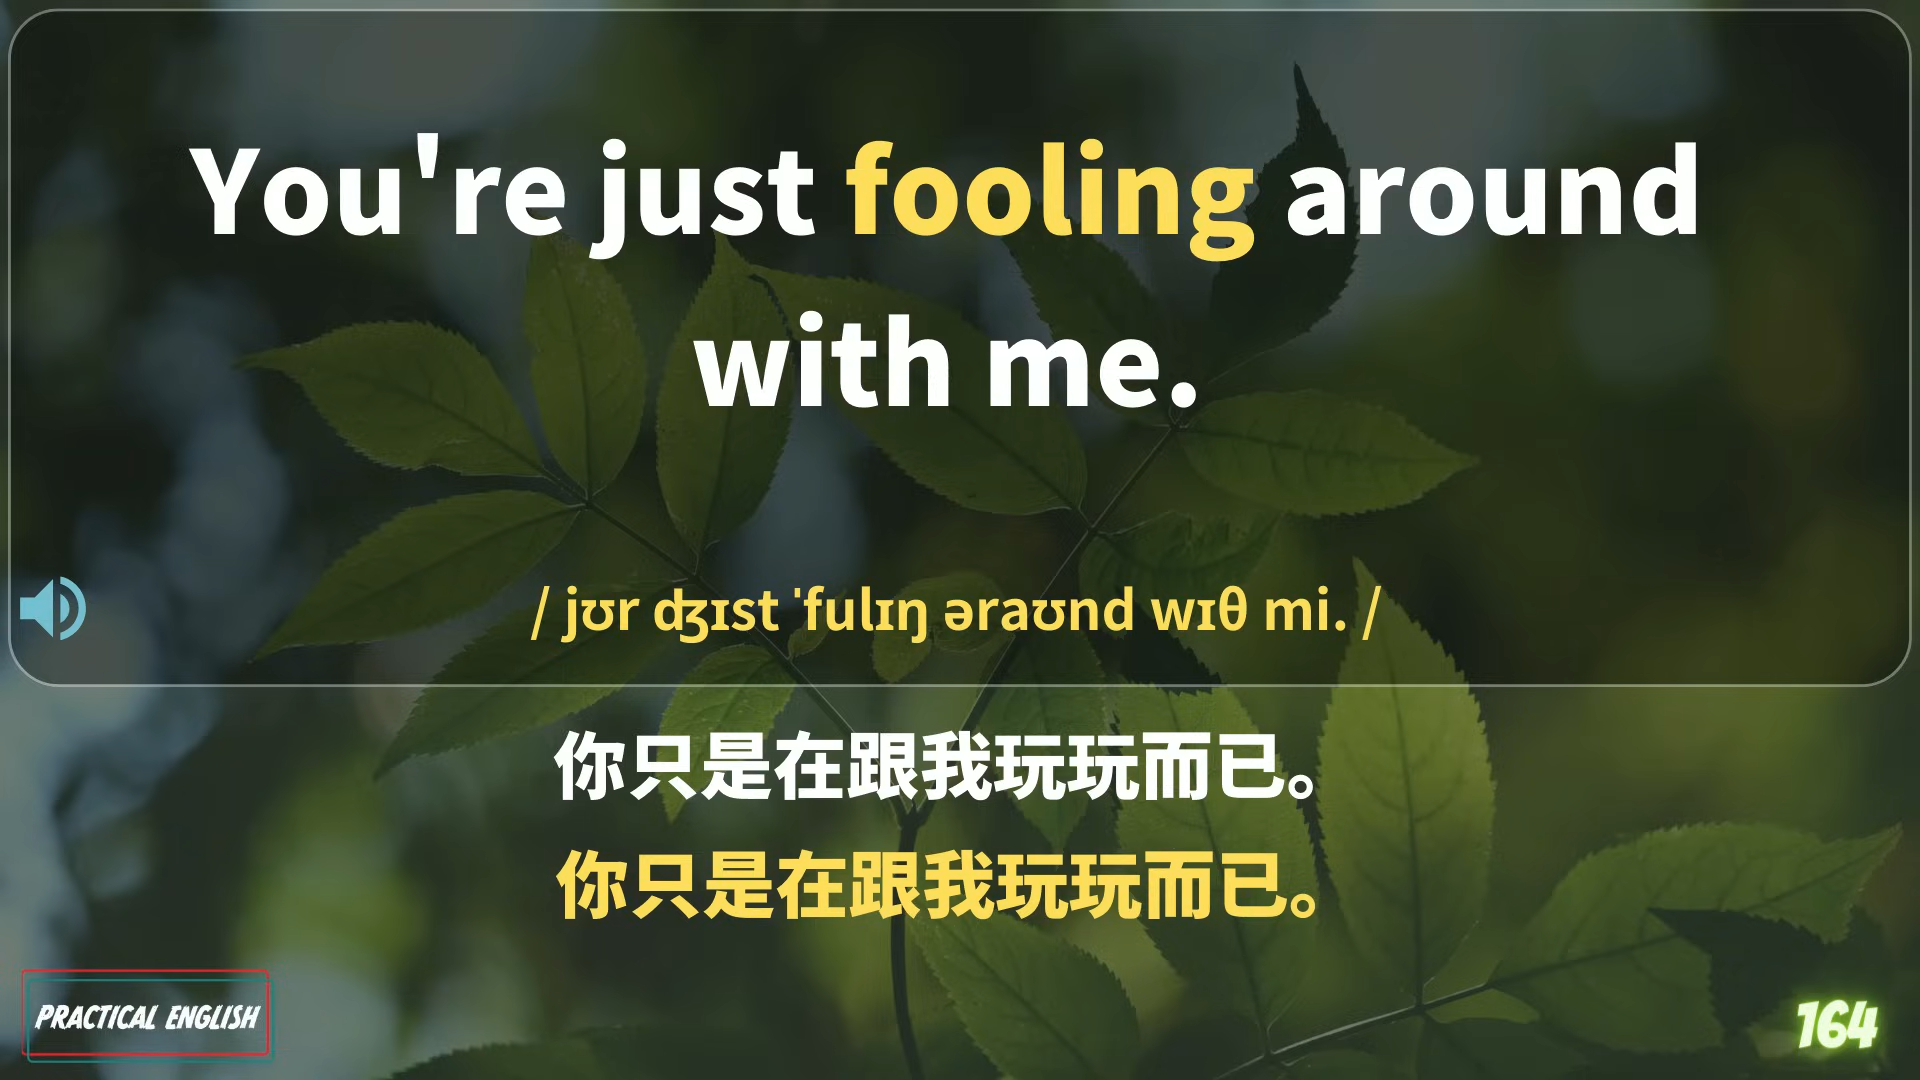 You're just fooling around
with me.
/ jʊr ʤɪst ˈfulɪŋ əraʊnd wɪθ mi. /
你只是在跟我玩玩而已。
你只是在跟我玩玩而已。
PRACTICAL ENGLISH
164